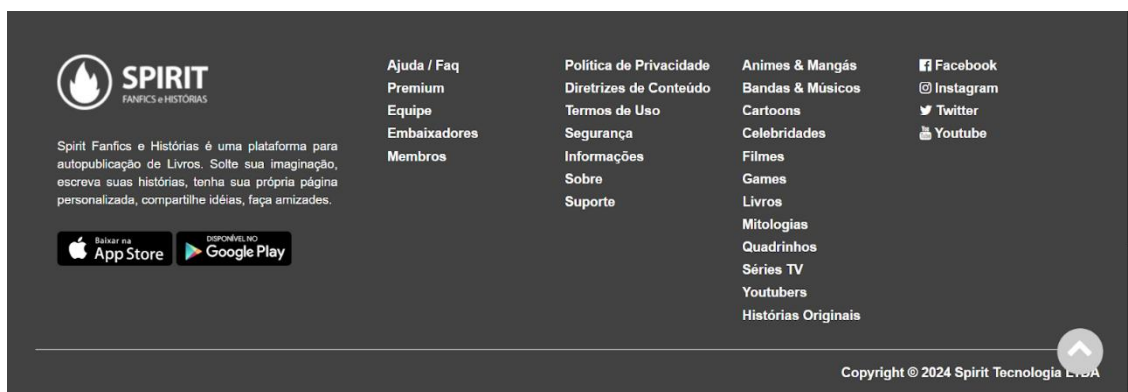 SPIRIT
FANFICS e HISTÓRIAS
Spirit Fanfics e Histórias é uma plataforma para
autopublicação de Livros. Solte sua imaginação,
escreva suas histórias, tenha sua própria página
personalizada, compartilhe idéias, faça amizades.
Baixar na
App Store
DISPONÍVEL NO
Google Play
Ajuda / Faq
Premium
Equipe
Embaixadores
Membros
Política de Privacidade
Diretrizes de Conteúdo
Termos de Uso
Segurança
Informações
Sobre
Suporte
Animes & Mangás
Bandas & Músicos
Cartoons
Celebridades
Filmes
Games
Livros
Mitologias
Quadrinhos
Séries TV
Youtubers
Histórias Originais
Facebook
Instagram
Twitter
Youtube
Copyright © 2024 Spirit Tecnologia